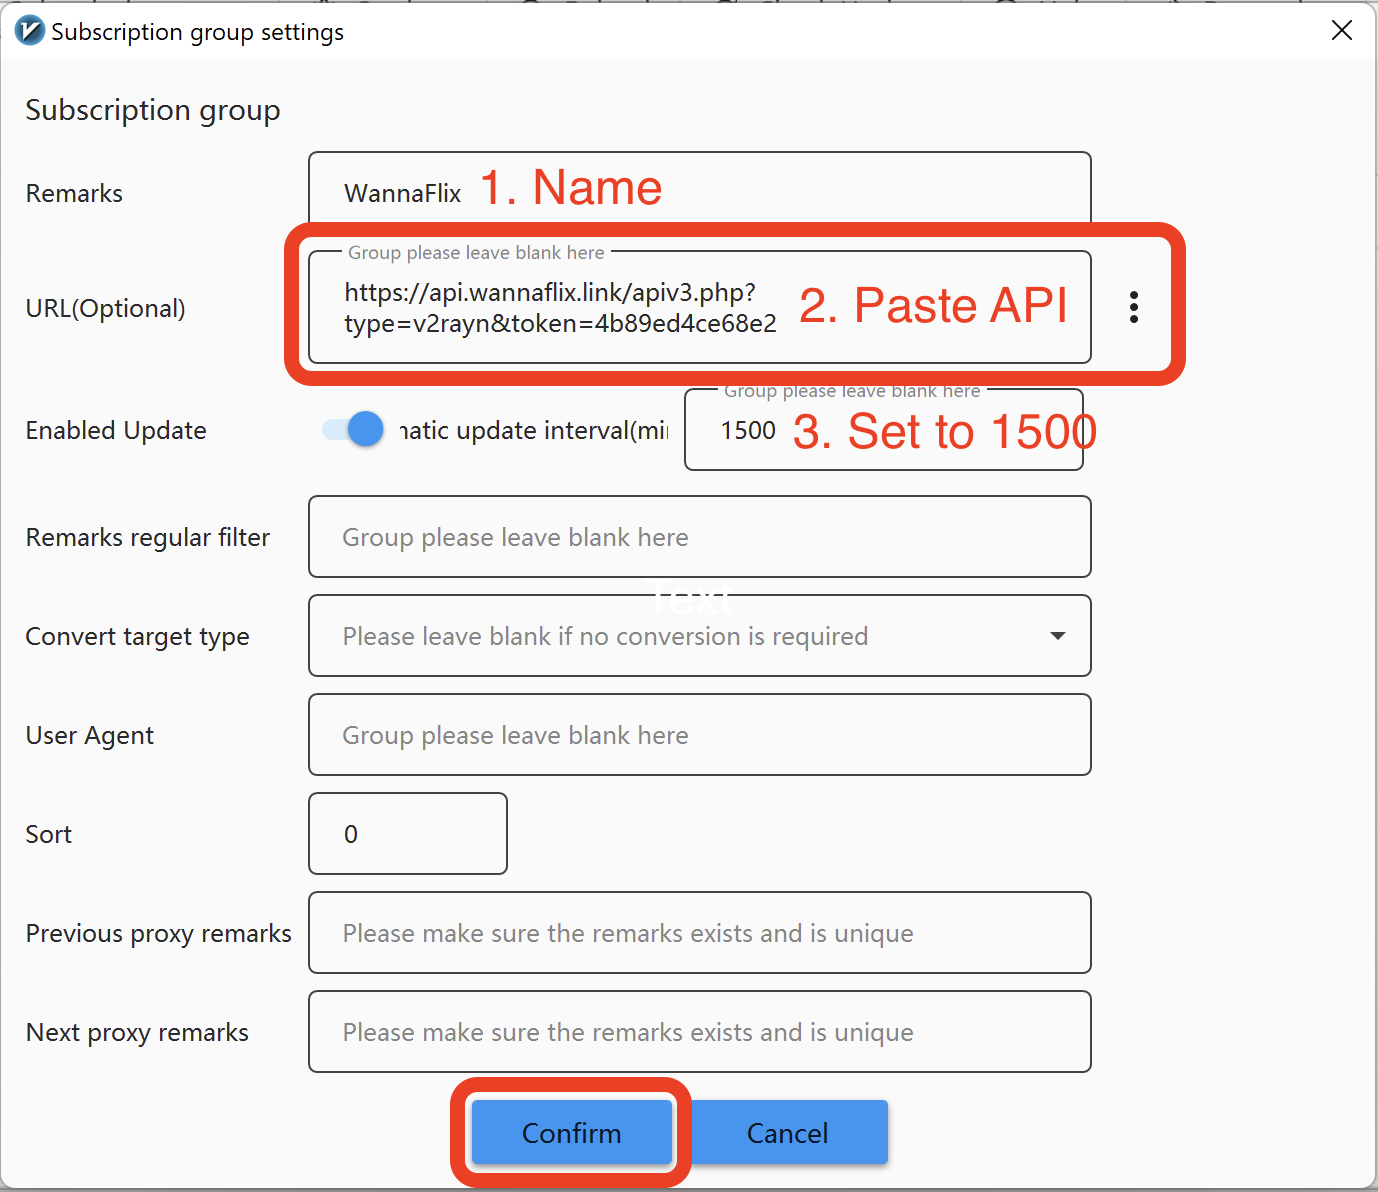 Subscription group settings
Subscription group
Remarks
WannaFlix
1. Name
Group please leave blank here
URL(Optional)
https://api.wannaflix.link/apiv3.php?
type=v2rayn&token=4b89ed4ce68e2
2. Paste API
Enabled Update
natic update interval(mi
Group please leave blank here
1500
3. Set to 1500
Remarks regular filter
Group please leave blank here
Text
Convert target type
Please leave blank if no conversion is required
User Agent
Group please leave blank here
Sort
0
Previous proxy remarks
Please make sure the remarks exists and is unique
Next proxy remarks
Please make sure the remarks exists and is unique
Confirm
Cancel